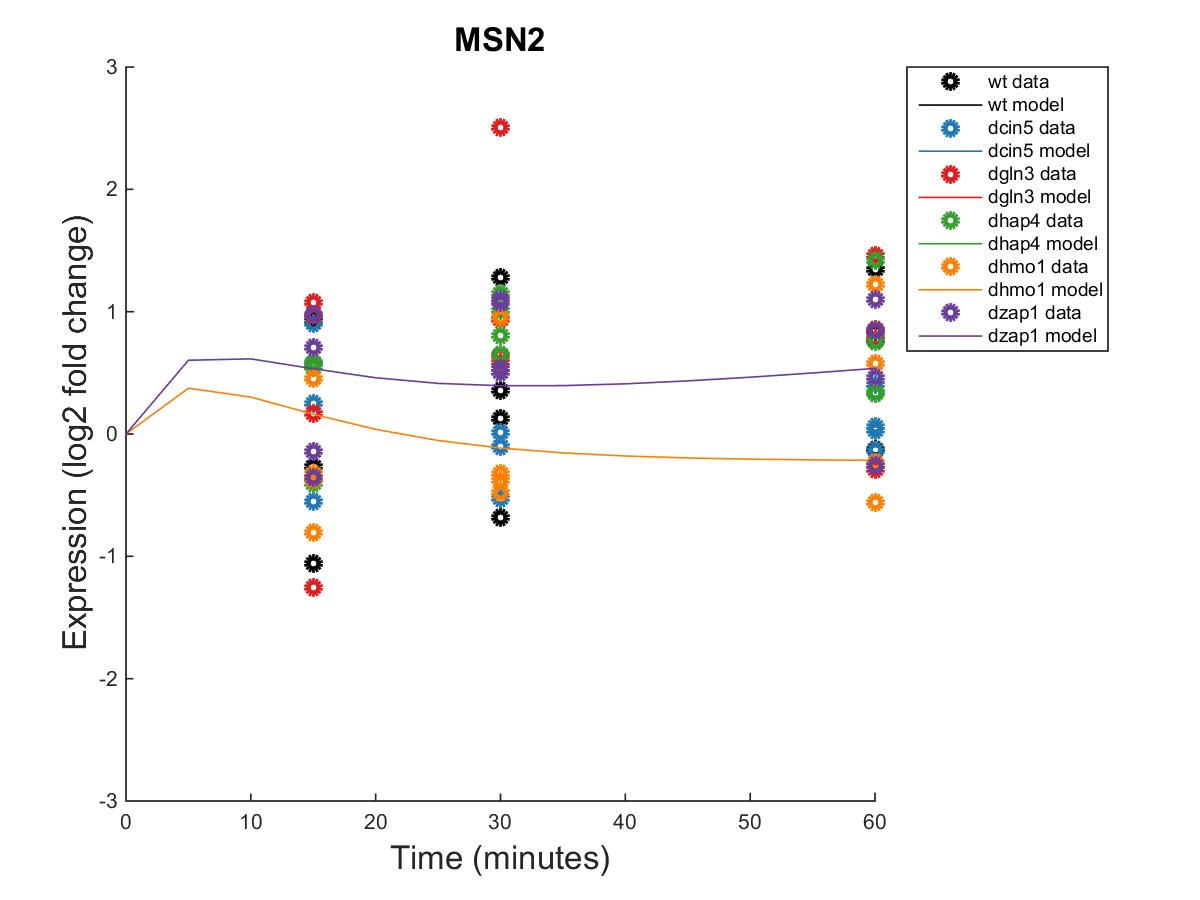 MSN2
Expression (log2 fold change)
3
2
1
0
-1
-2
-3
0 10 20 30 40 50 60
Time (minutes)
wt data
wt model
dcin5 data
dcin5 model
dgln3 data
dgln3 model
dhap4 data
dhap4 model
dhmo1 data
dhmo1 model
dzap1 data
dzap1 model